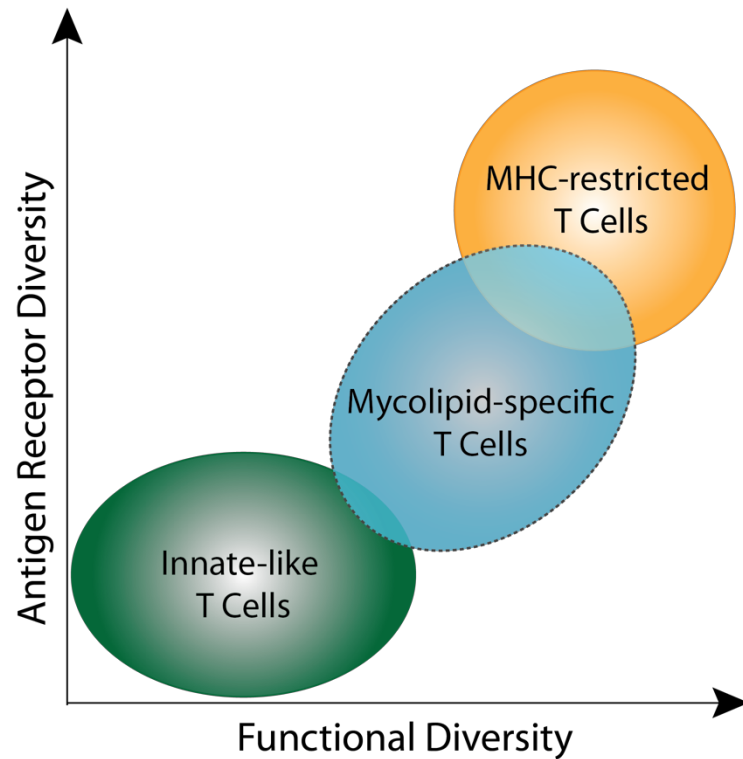 Antigen Receptor Diversity
MHC-restricted
T Cells
Mycolipid-specific
T Cells
Innate-like
T Cells
Functional Diversity